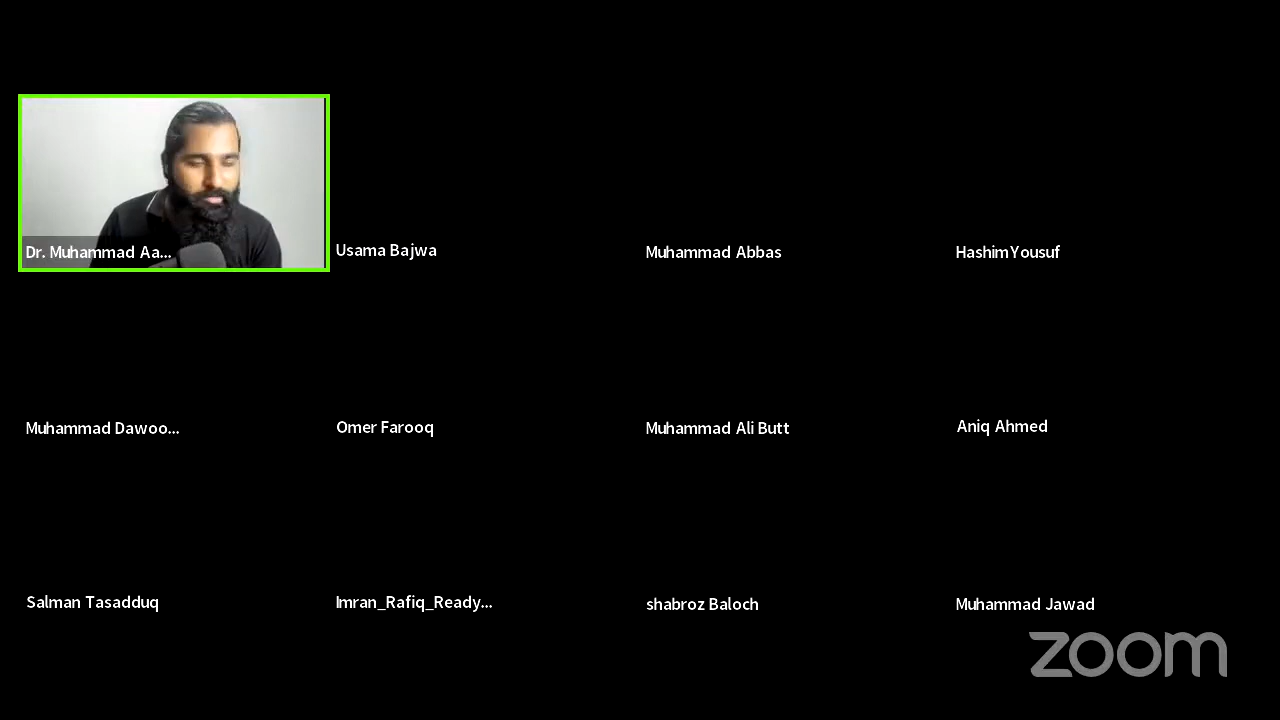 Dr. Muhammad Aa...
Usama Bajwa
Muhammad Abbas
HashimYousuf
Muhammad Dawoo...
Omer Farooq
Muhammad Ali Butt
Aniq Ahmed
Salman Tasadduq
Imran_Rafiq_Ready...
shabroz Baloch
Muhammad Jawad
zoom